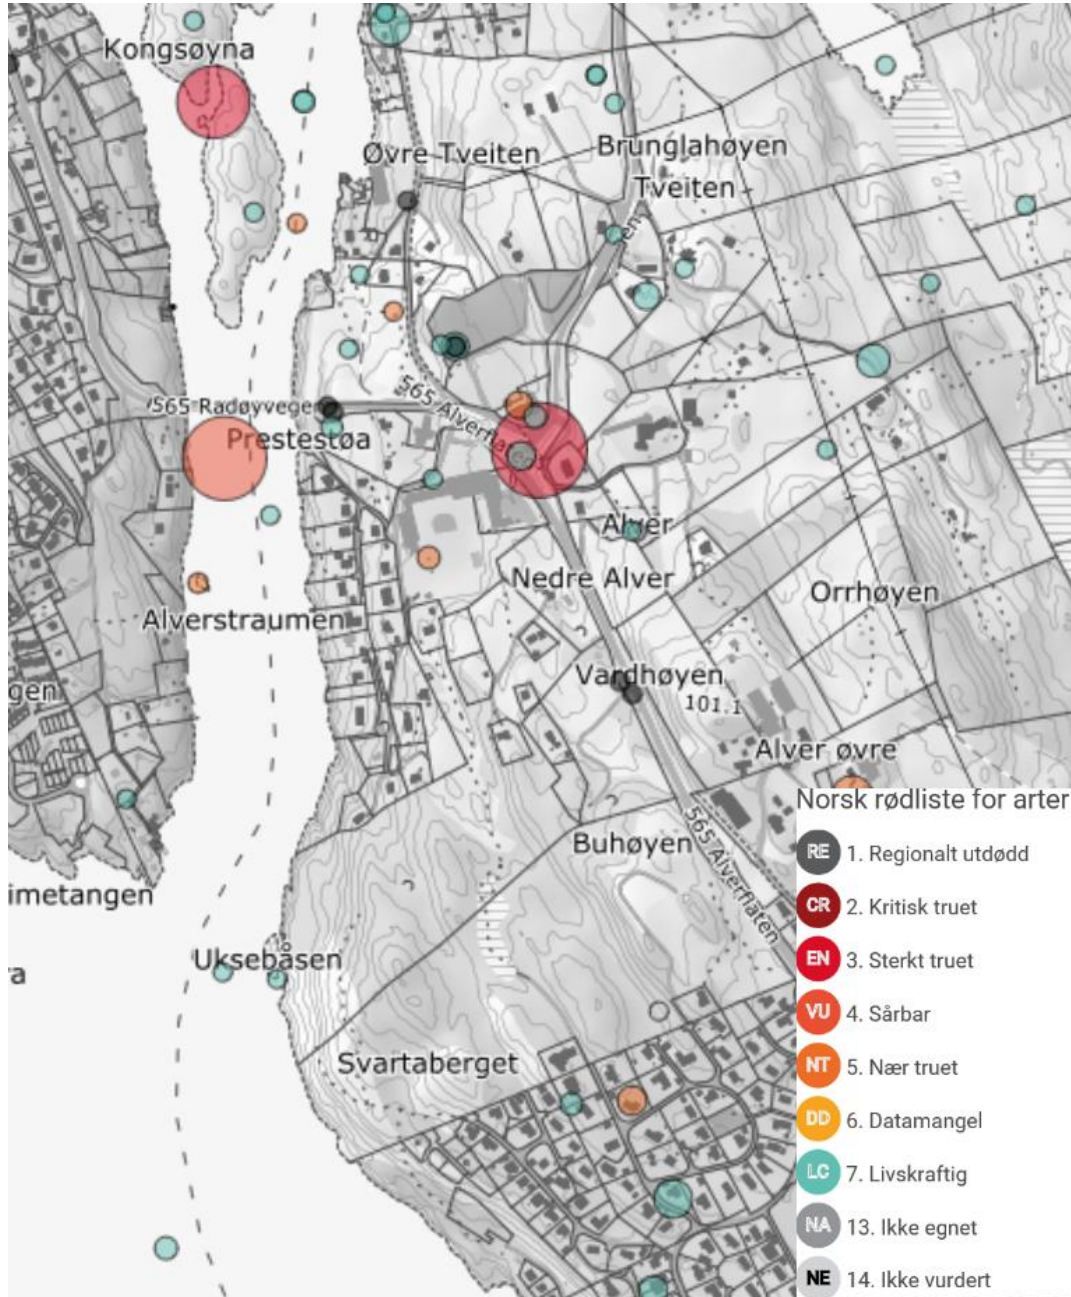 Kongsøyna
Øvre Tveiten
Brunglahøyen
Tveiten
565 Radøyvegen
565 Alverflaten
Prestestøa
Alver
Nedre Alver
Orrhøyen
Alverstraumen
gen
Vardhøyen
101.1
Alver øvre
565 Alverflaten
Buhøyen
imetangen
Uksebåsen
a
Svartaberget
Norsk rødliste for arter
RE 1. Regionalt utdødd
CR 2. Kritisk truet
EN 3. Sterkt truet
VU 4. Sårbar
NT 5. Nær truet
DD 6. Datamangel
LC 7. Livskraftig
NA 13. Ikke egnet
NE 14. Ikke vurdert